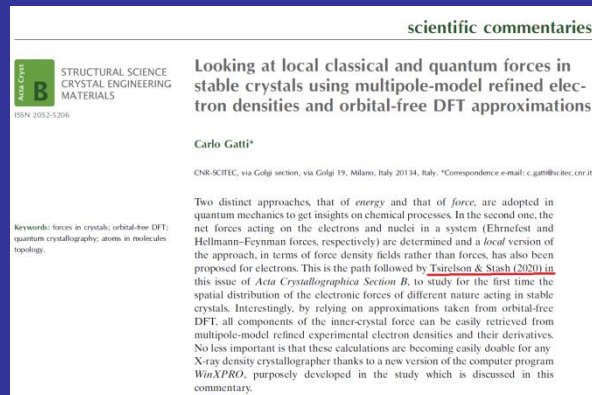 scientific commentaries
Acta Cryst
B
STRUCTURAL SCIENCE
CRYSTAL ENGINEERING
MATERIALS
ISSN 2052-5206
Looking at local classical and quantum forces in
stable crystals using multipole-model refined elec-
tron densities and orbital-free DFT approximations
Carlo Gatti*
CNR-SCITEC, via Golgi section, via Golgi 19, Milano, Italy 20134, Italy. *Correspondence e-mail: c.gatti@scitec.cnr.it
Keywords: forces in crystals; orbital-free DFT;
quantum crystallography; atoms in molecules
topology.
Two distinct approaches, that of energy and that of force, are adopted in
quantum mechanics to get insights on chemical processes. In the second one, the
net forces acting on the electrons and nuclei in a system (Ehrenfest and
Hellmann–Feynman forces, respectively) are determined and a local version of
the approach, in terms of force density fields rather than forces, has also been
proposed for electrons. This is the path followed by Tsirelson & Stash (2020) in
this issue of Acta Crystallographica Section B, to study for the first time the
spatial distribution of the electronic forces of different nature acting in stable
crystals. Interestingly, by relying on approximations taken from orbital-free
DFT, all components of the inner-crystal force can be easily retrieved from
multipole-model refined experimental electron densities and their derivatives.
No less important is that these calculations are becoming easily doable for any
X-ray density crystallographer thanks to a new version of the computer program
WinXPRO, purposely developed in the study which is discussed in this
commentary.